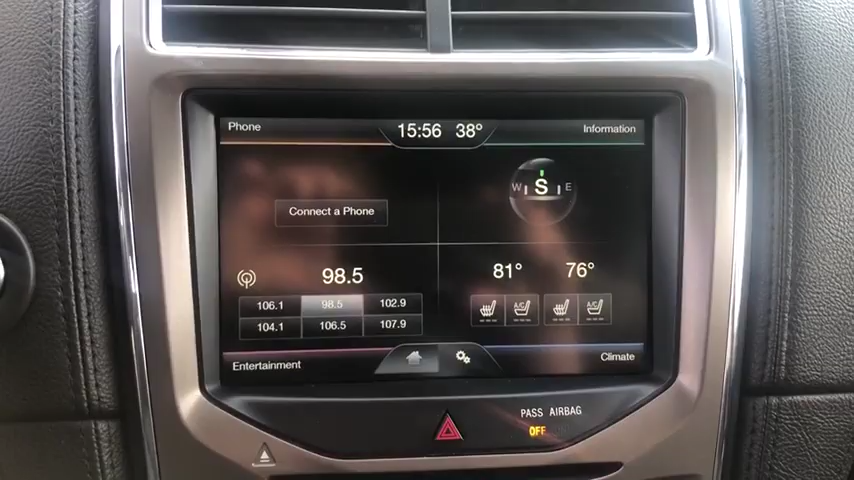 Phone
15:56 38°
Information
W S E
Connect a Phone
98.5
81° 76°
106.1 98.5 102.9
A/C A/C
104.1 106.5 107.9
Entertainment
Climate
PASS AIRBAG
OFF